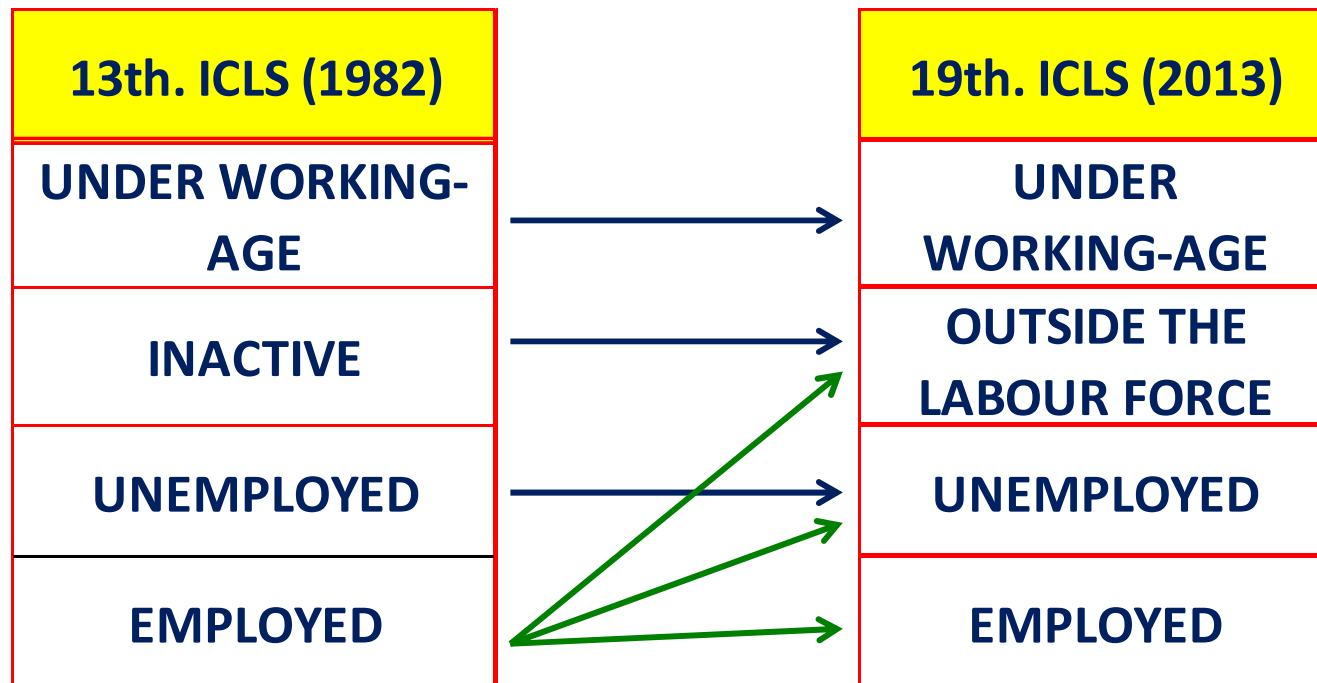 13th. ICLS (1982)
UNDER WORKING-
AGE
INACTIVE
UNEMPLOYED
EMPLOYED
19th. ICLS (2013)
UNDER
WORKING-AGE
OUTSIDE THE
LABOUR FORCE
UNEMPLOYED
EMPLOYED